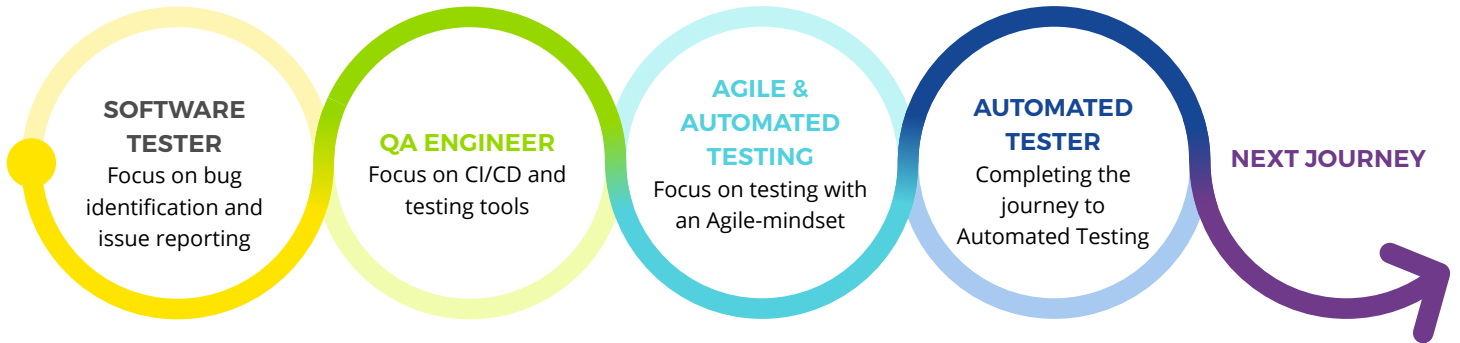 SOFTWARE
TESTER
Focus on bug
identification and
issue reporting
QA ENGINEER
Focus on CI/CD and
testing tools
AGILE &
AUTOMATED
TESTING
Focus on testing with
an Agile-mindset
AUTOMATED
TESTER
Completing the
journey to
Automated Testing
NEXT JOURNEY